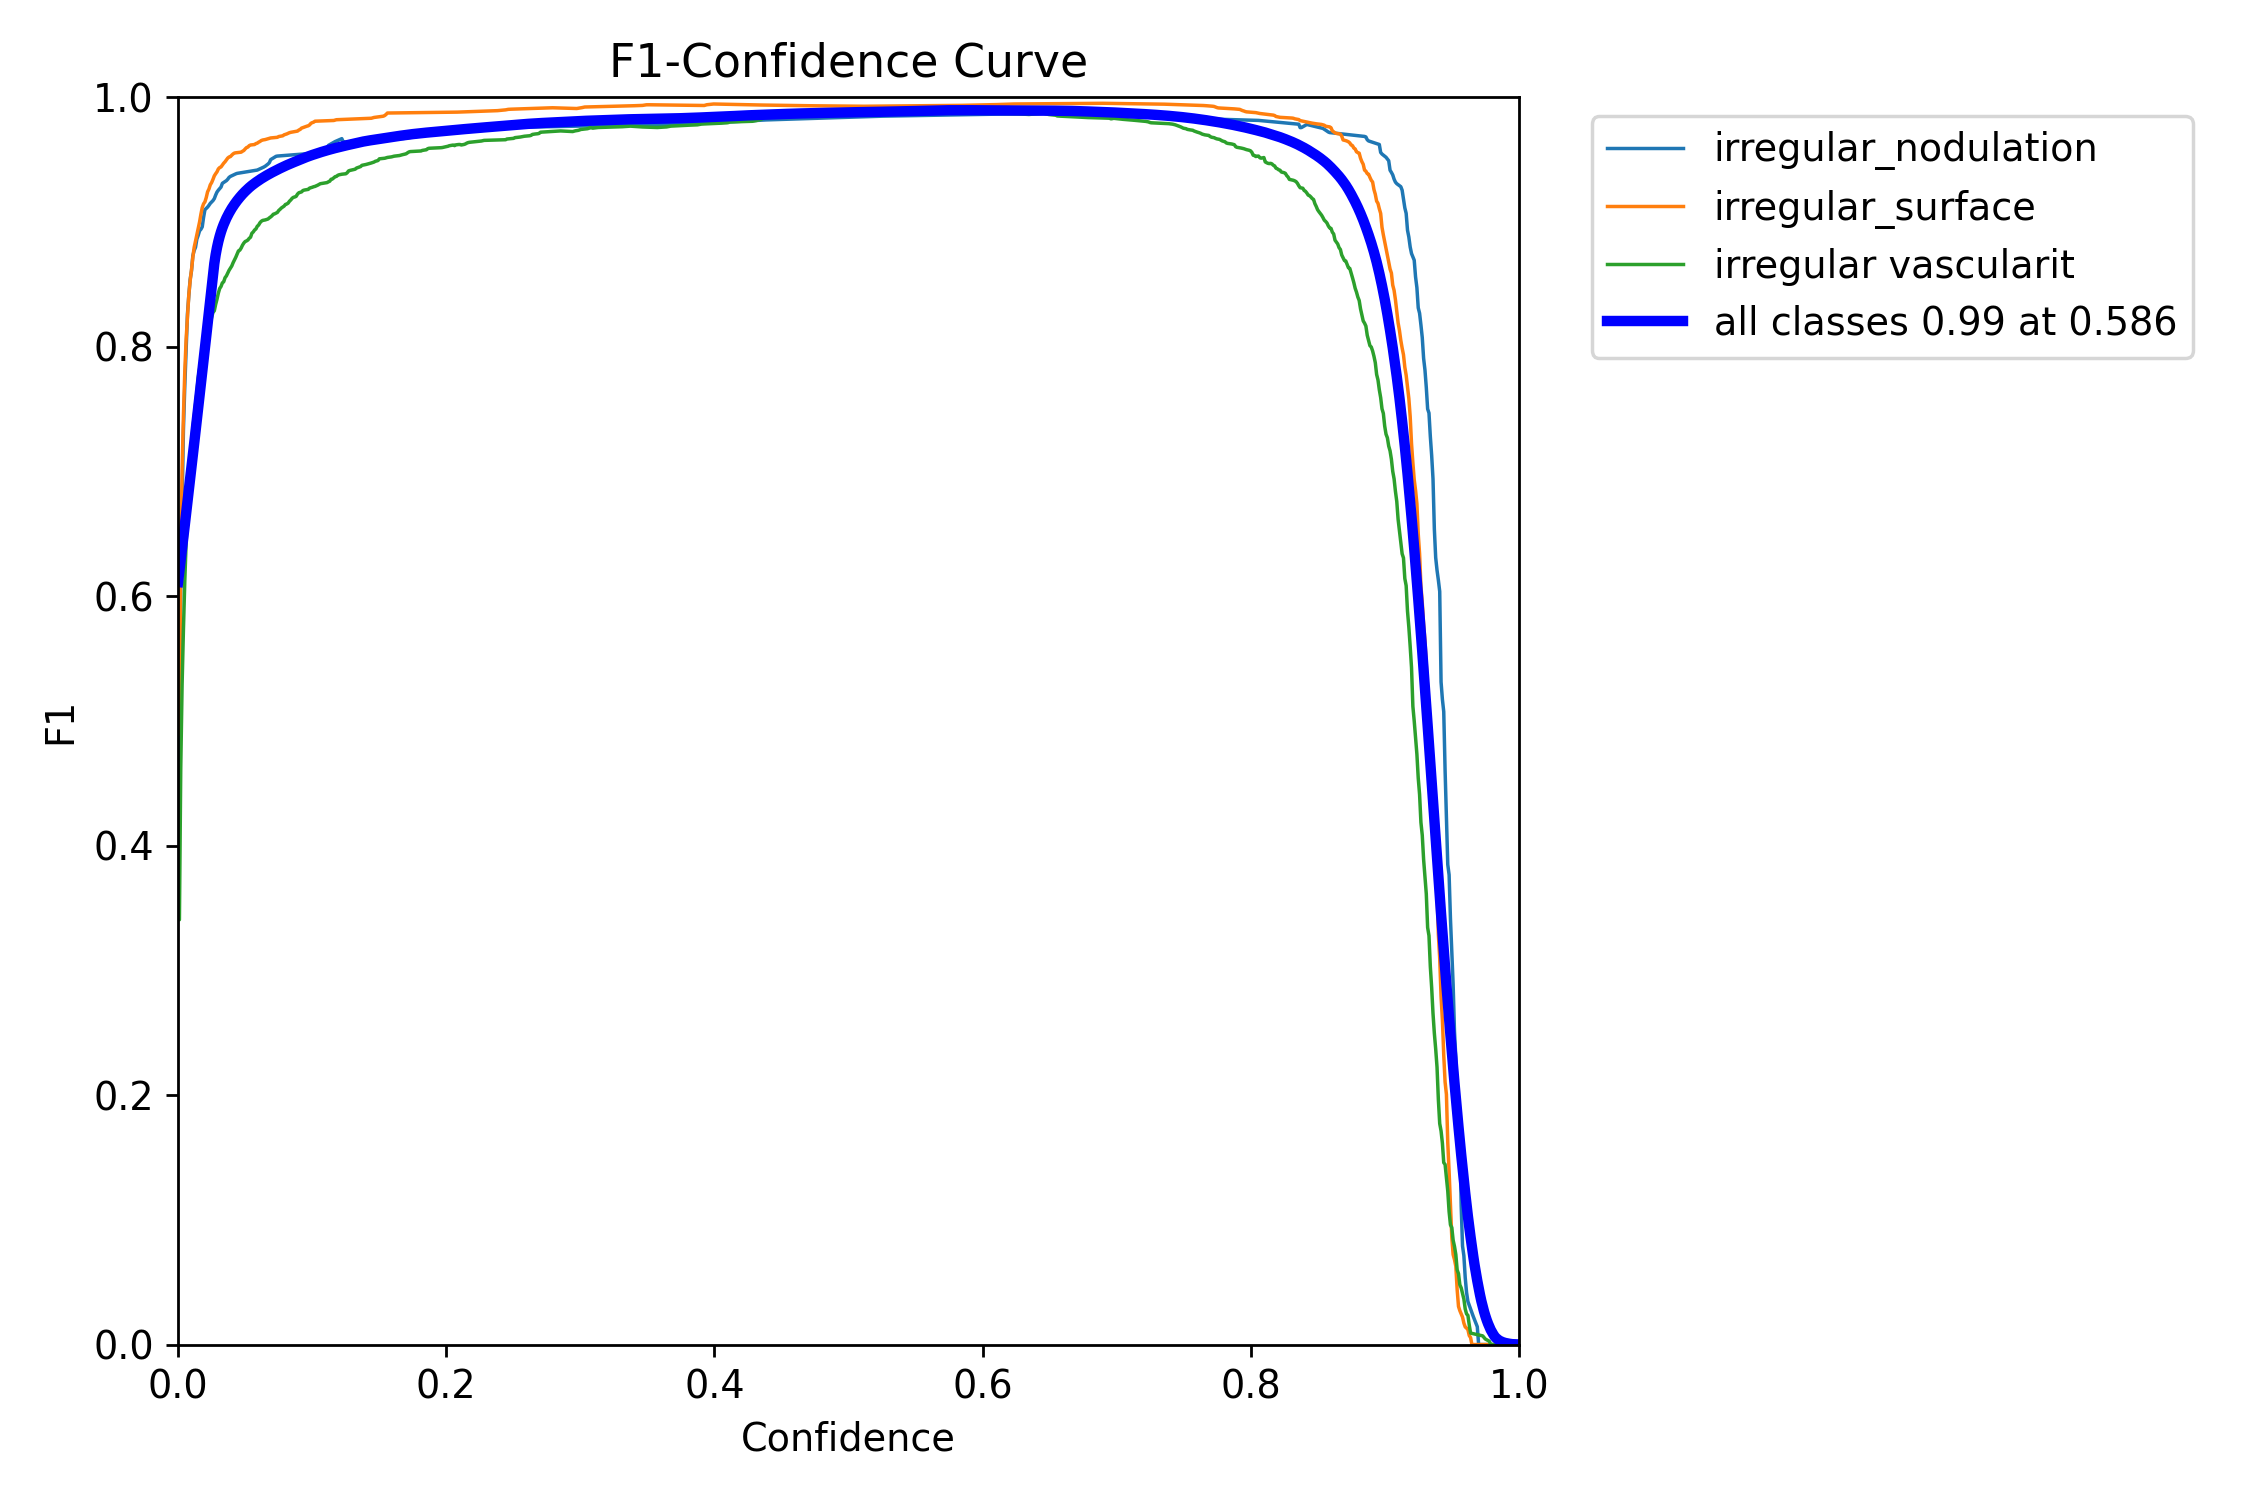 F1-Confidence Curve
1.0
0.8
0.6
0.4
0.2
0.0
F1
0.0 0.2 0.4 0.6 0.8 1.0
Confidence
irregular_nodulation
irregular_surface
irregular vascularit
all classes 0.99 at 0.586